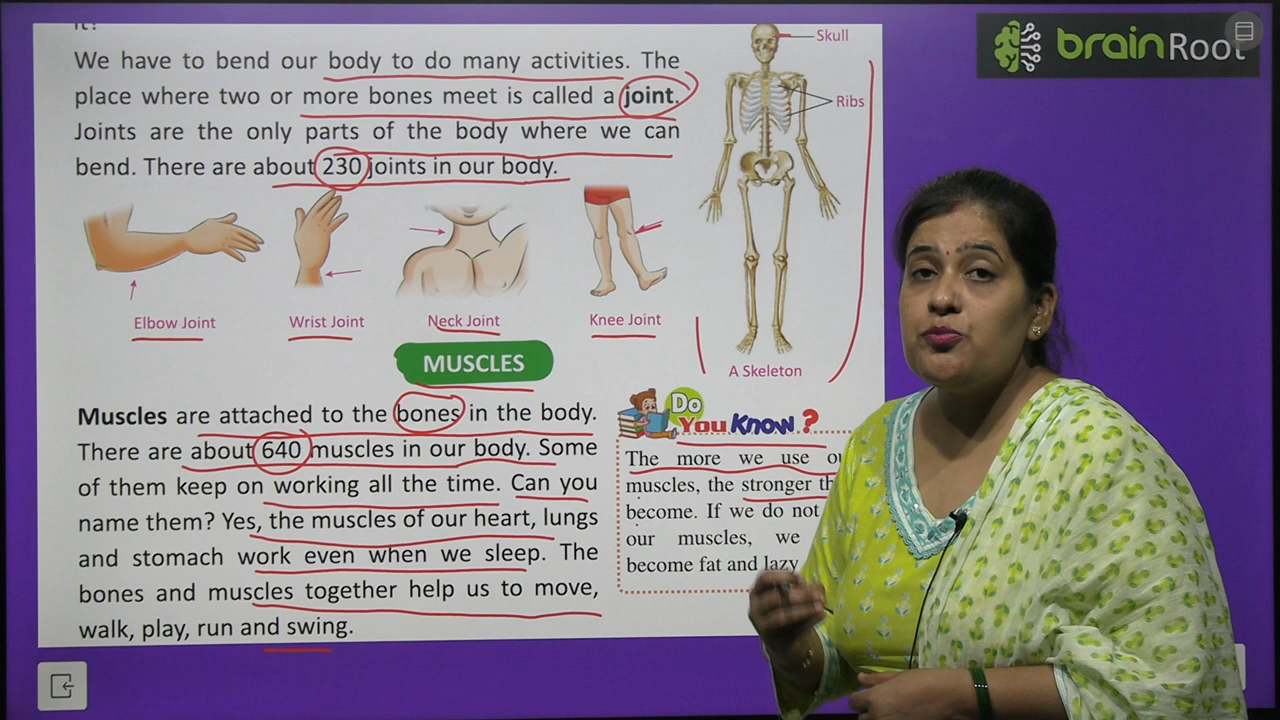 We have to bend our body to do many activities. The
place where two or more bones meet is called a joint.
Joints are the only parts of the body where we can
bend. There are about 230 joints in our body.
Elbow Joint
Wrist Joint
Neck Joint
Knee Joint
Skull
Ribs
A Skeleton
MUSCLES
Muscles are attached to the bones in the body.
There are about 640 muscles in our body. Some
of them keep on working all the time. Can you
name them? Yes, the muscles of our heart, lungs
and stomach work even when we sleep. The
bones and muscles together help us to move,
walk, play, run and swing.
Do You Know ?
The more we use
muscles, the stronger
become. If we do not
our muscles, we
become fat and lazy
brainRoot